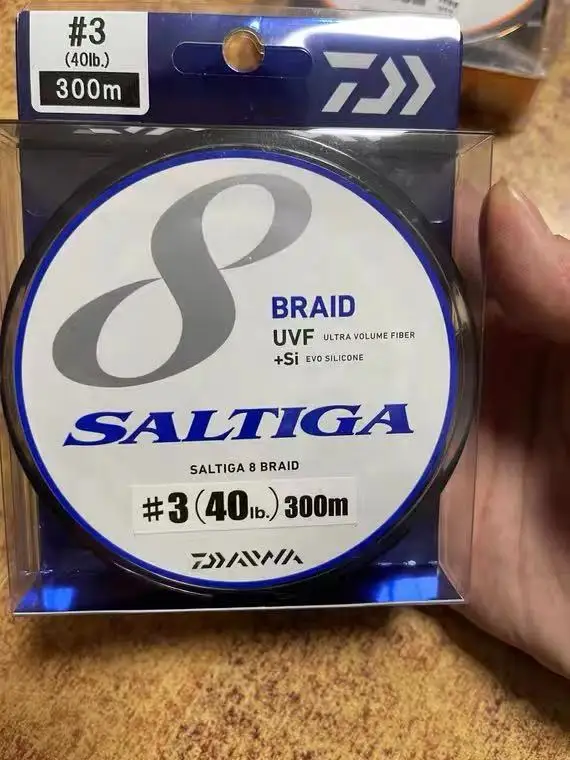 #3
(40lb.)
300m
8
BRAID
UVF ULTRA VOLUME FIBER
+Si EVO SILICONE
SALTIGA
SALTIGA 8 BRAID
#3(40lb.)300m
DAIWA